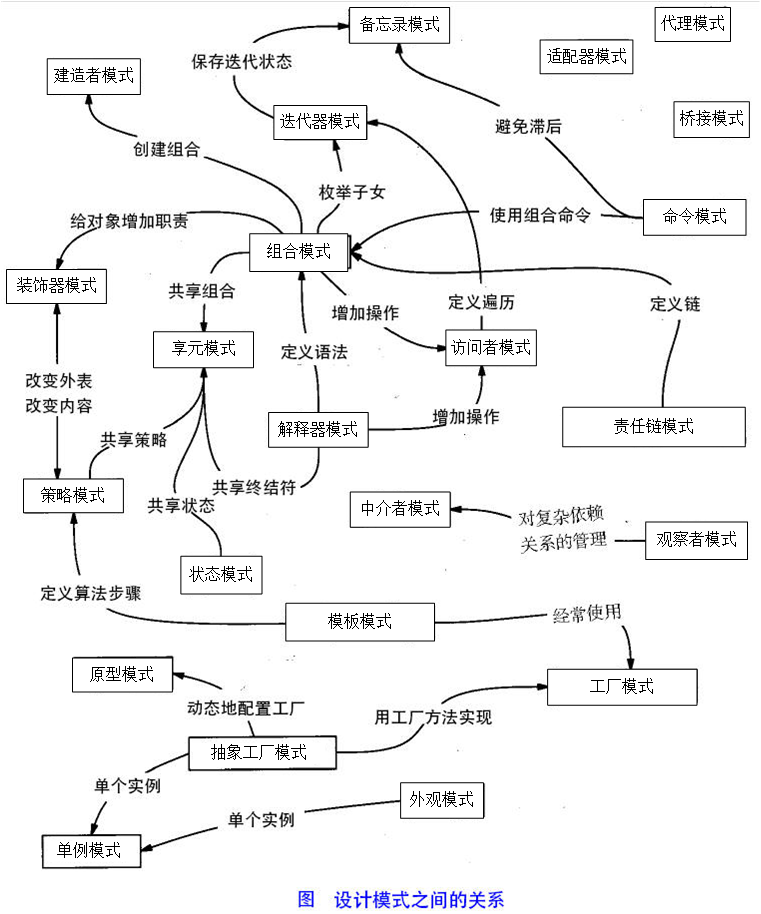 备忘录模式
代理模式
适配器模式
保存迭代状态
建造者模式
迭代器模式
桥接模式
避免滞后
创建组合
枚举子女
给对象增加职责
使用组合命令
命令模式
组合模式
装饰器模式
共享组合
增加操作
定义遍历
定义链
享元模式
定义语法
访问者模式
改变外表
改变内容
增加操作
责任链模式
解释器模式
共享策略
策略模式
共享终结符
共享状态
中介者模式
对复杂依赖
关系的管理
观察者模式
状态模式
定义算法步骤
模板模式
经常使用
原型模式
工厂模式
动态地配置工厂
用工厂方法实现
抽象工厂模式
单个实例
外观模式
单个实例
单例模式
图 设计模式之间的关系